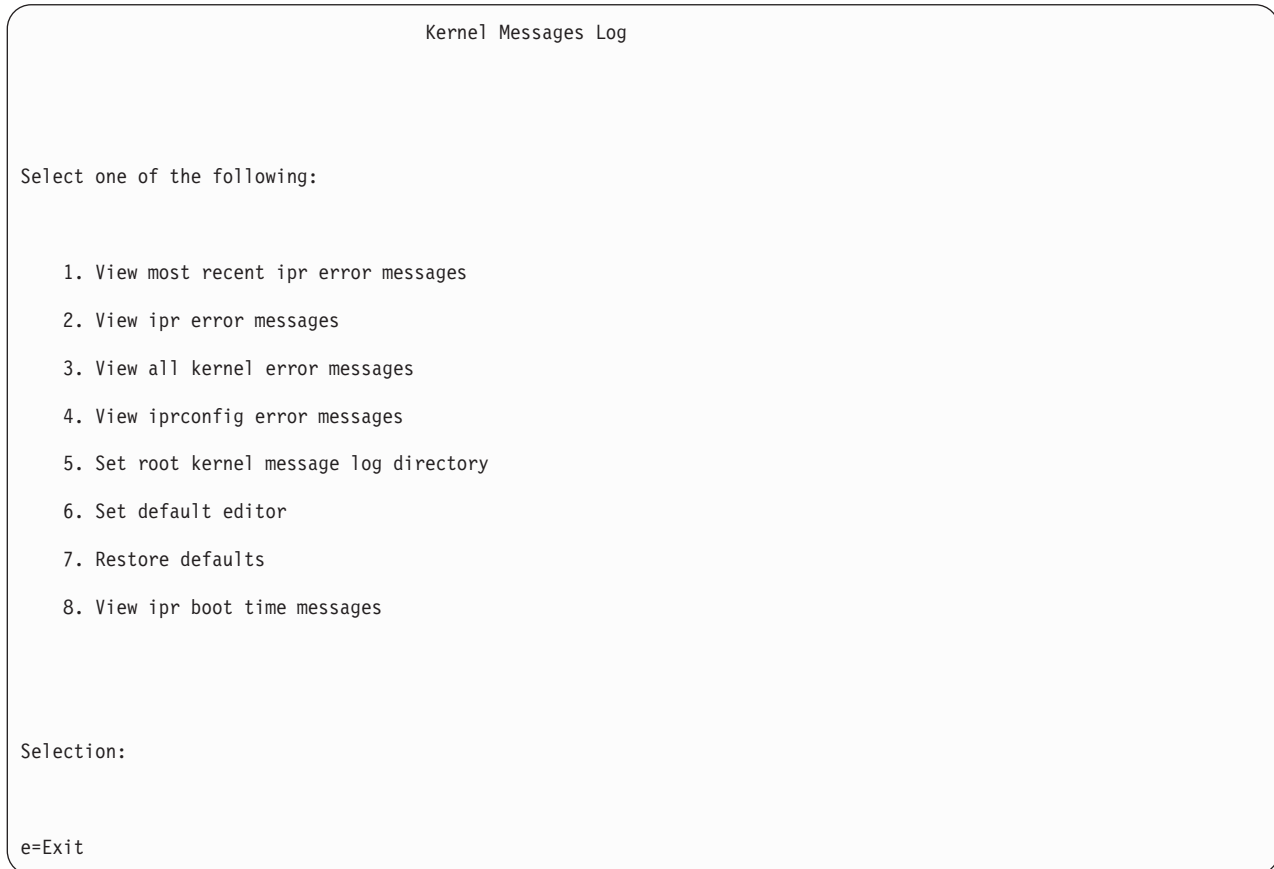 Kernel Messages Log
Select one of the following:
1. View most recent ipr error messages
2. View ipr error messages
3. View all kernel error messages
4. View iprconfig error messages
5. Set root kernel message log directory
6. Set default editor
7. Restore defaults
8. View ipr boot time messages
Selection:
e=Exit